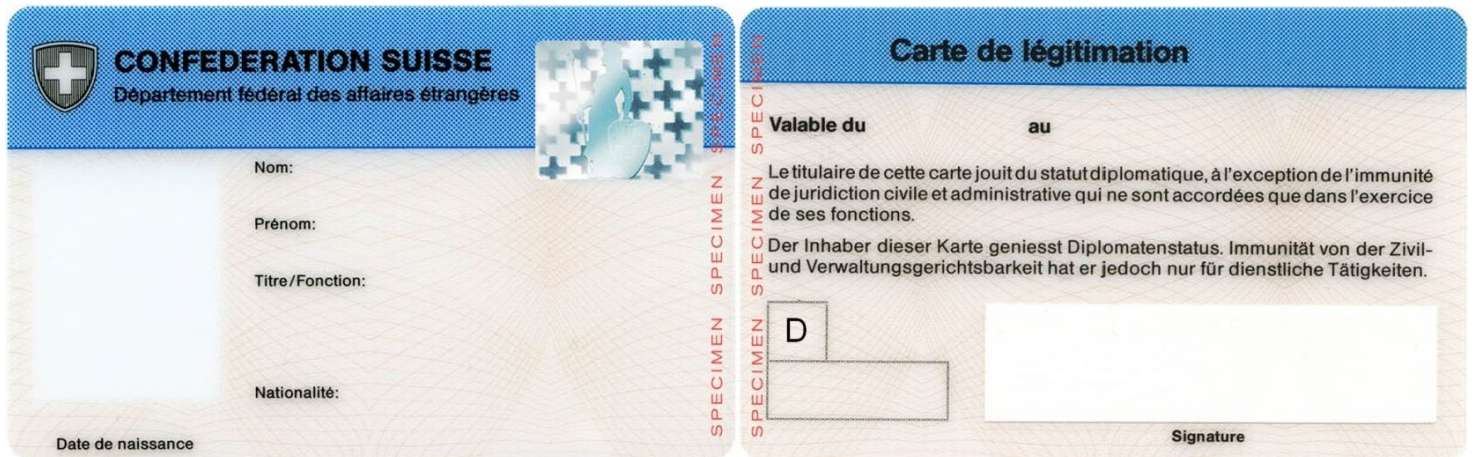 CONFEDERATION SUISSE
Département fédéral des affaires étrangères
Nom:
Prénom:
Titre/Fonction:
Nationalité:
Date de naissance
SPECIMEN SPECIMEN SPECIMEN
Carte de légitimation
Valable du au
Le titulaire de cette carte jouit du statut diplomatique, à l'exception de l'immunité
de juridiction civile et administrative qui ne sont accordées que dans l'exercice
de ses fonctions.
Der Inhaber dieser Karte geniesst Diplomatenstatus. Immunität von der Zivil-
und Verwaltungsgerichtsbarkeit hat er jedoch nur für dienstliche Tätigkeiten.
D
Signature
SPECIMEN SPECIMEN SPECIMEN